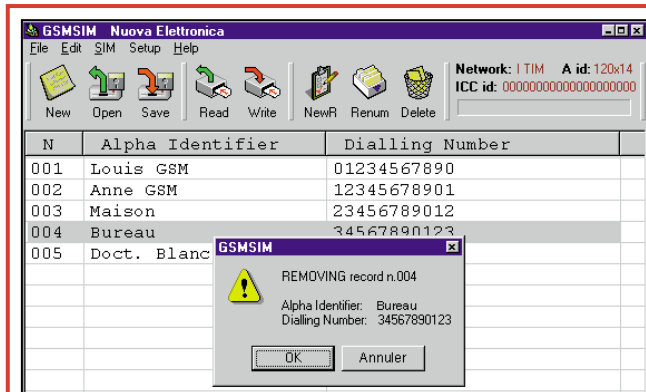 GSMSIM Nuova Elettronica
File Edit SIM Setup Help
New Open Save Read Write NewR Renum Delete
Network: I TIM A id: 120x14
ICC id: 00000000000000000000
N Alpha Identifier Dialling Number
001 Louis GSM 01234567890
002 Anne GSM 12345678901
003 Maison 23456789012
004 Bureau 34567890123
005 Doct. Blanc
GSMSIM
REMOVING record n.004
Alpha Identifier: Bureau
Dialling Number: 34567890123
OK Annuler